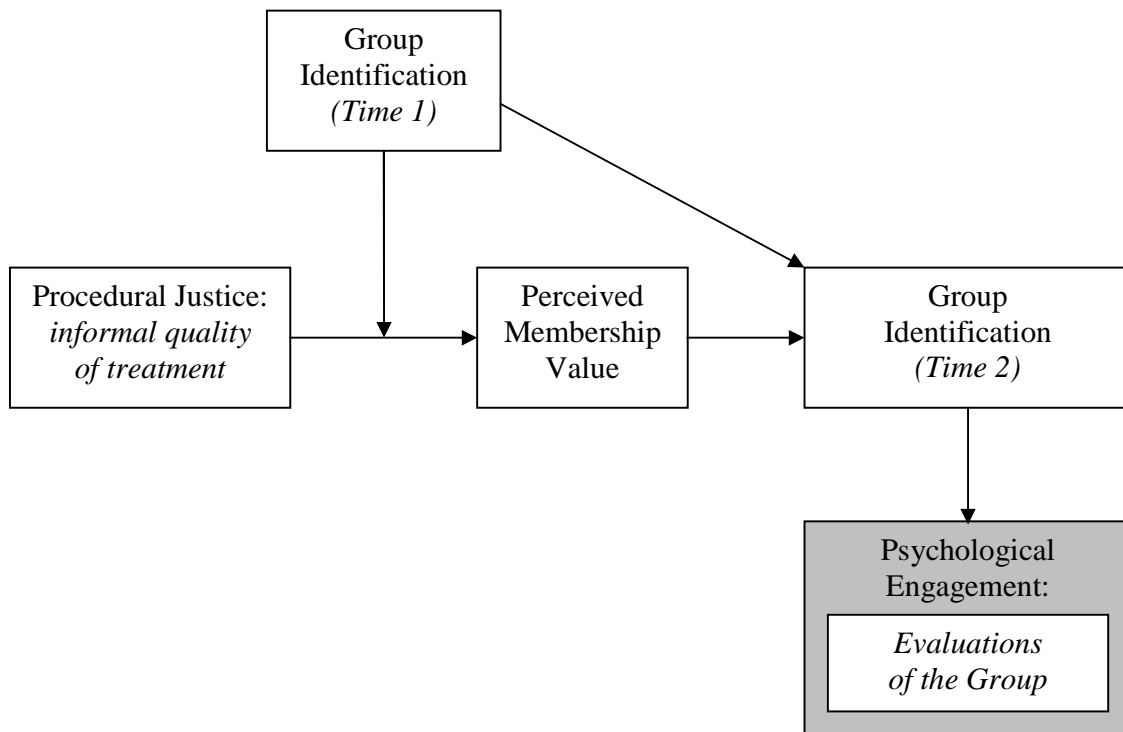 Group
Identification
(Time 1)
Procedural Justice:
informal quality
of treatment
Perceived
Membership
Value
Group
Identification
(Time 2)
Psychological
Engagement:
Evaluations
of the Group